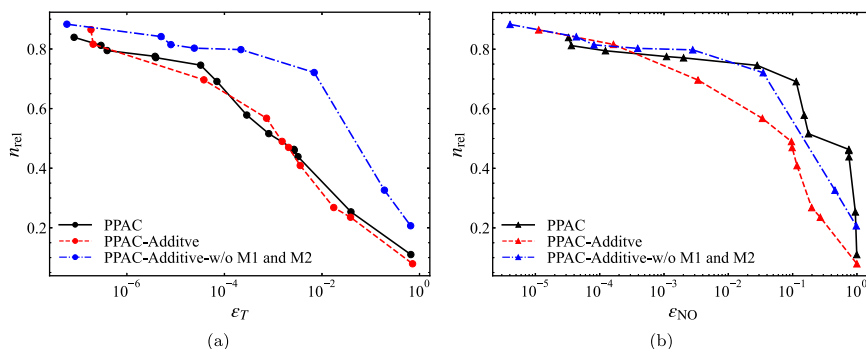 n_rel
0.8
0.6
0.4
0.2
PPAC
PPAC-Additve
PPAC-Additive-w/o M1 and M2
10^-6
10^-4
10^-2
10^0
ε_T
(a)
n_rel
0.8
0.6
0.4
0.2
PPAC
PPAC-Additve
PPAC-Additive-w/o M1 and M2
10^-5
10^-4
10^-3
10^-2
10^-1
10^0
ε_NO
(b)